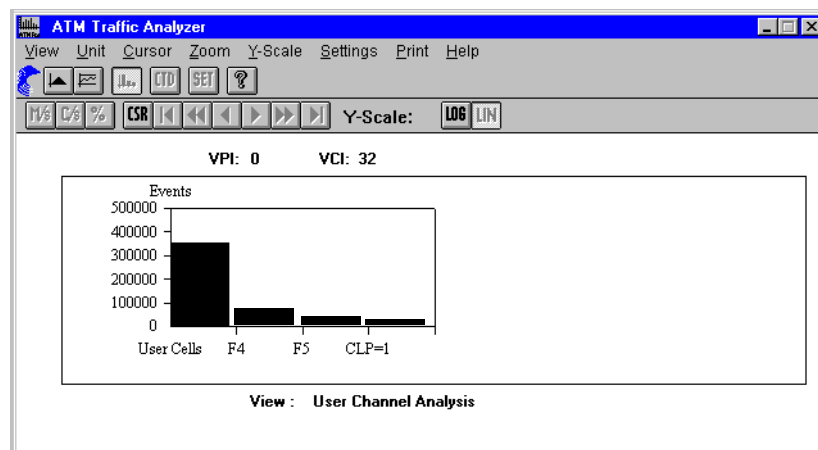 ATM Traffic Analyzer
View Unit Cursor Zoom Y-Scale Settings Print Help
CTD SET ?
M/s C/s % CSR Y-Scale: LOG LIN
VPI: 0 VCI: 32
Events
500000
400000
300000
200000
100000
0
User Cells F4 F5 CLP=1
View : User Channel Analysis